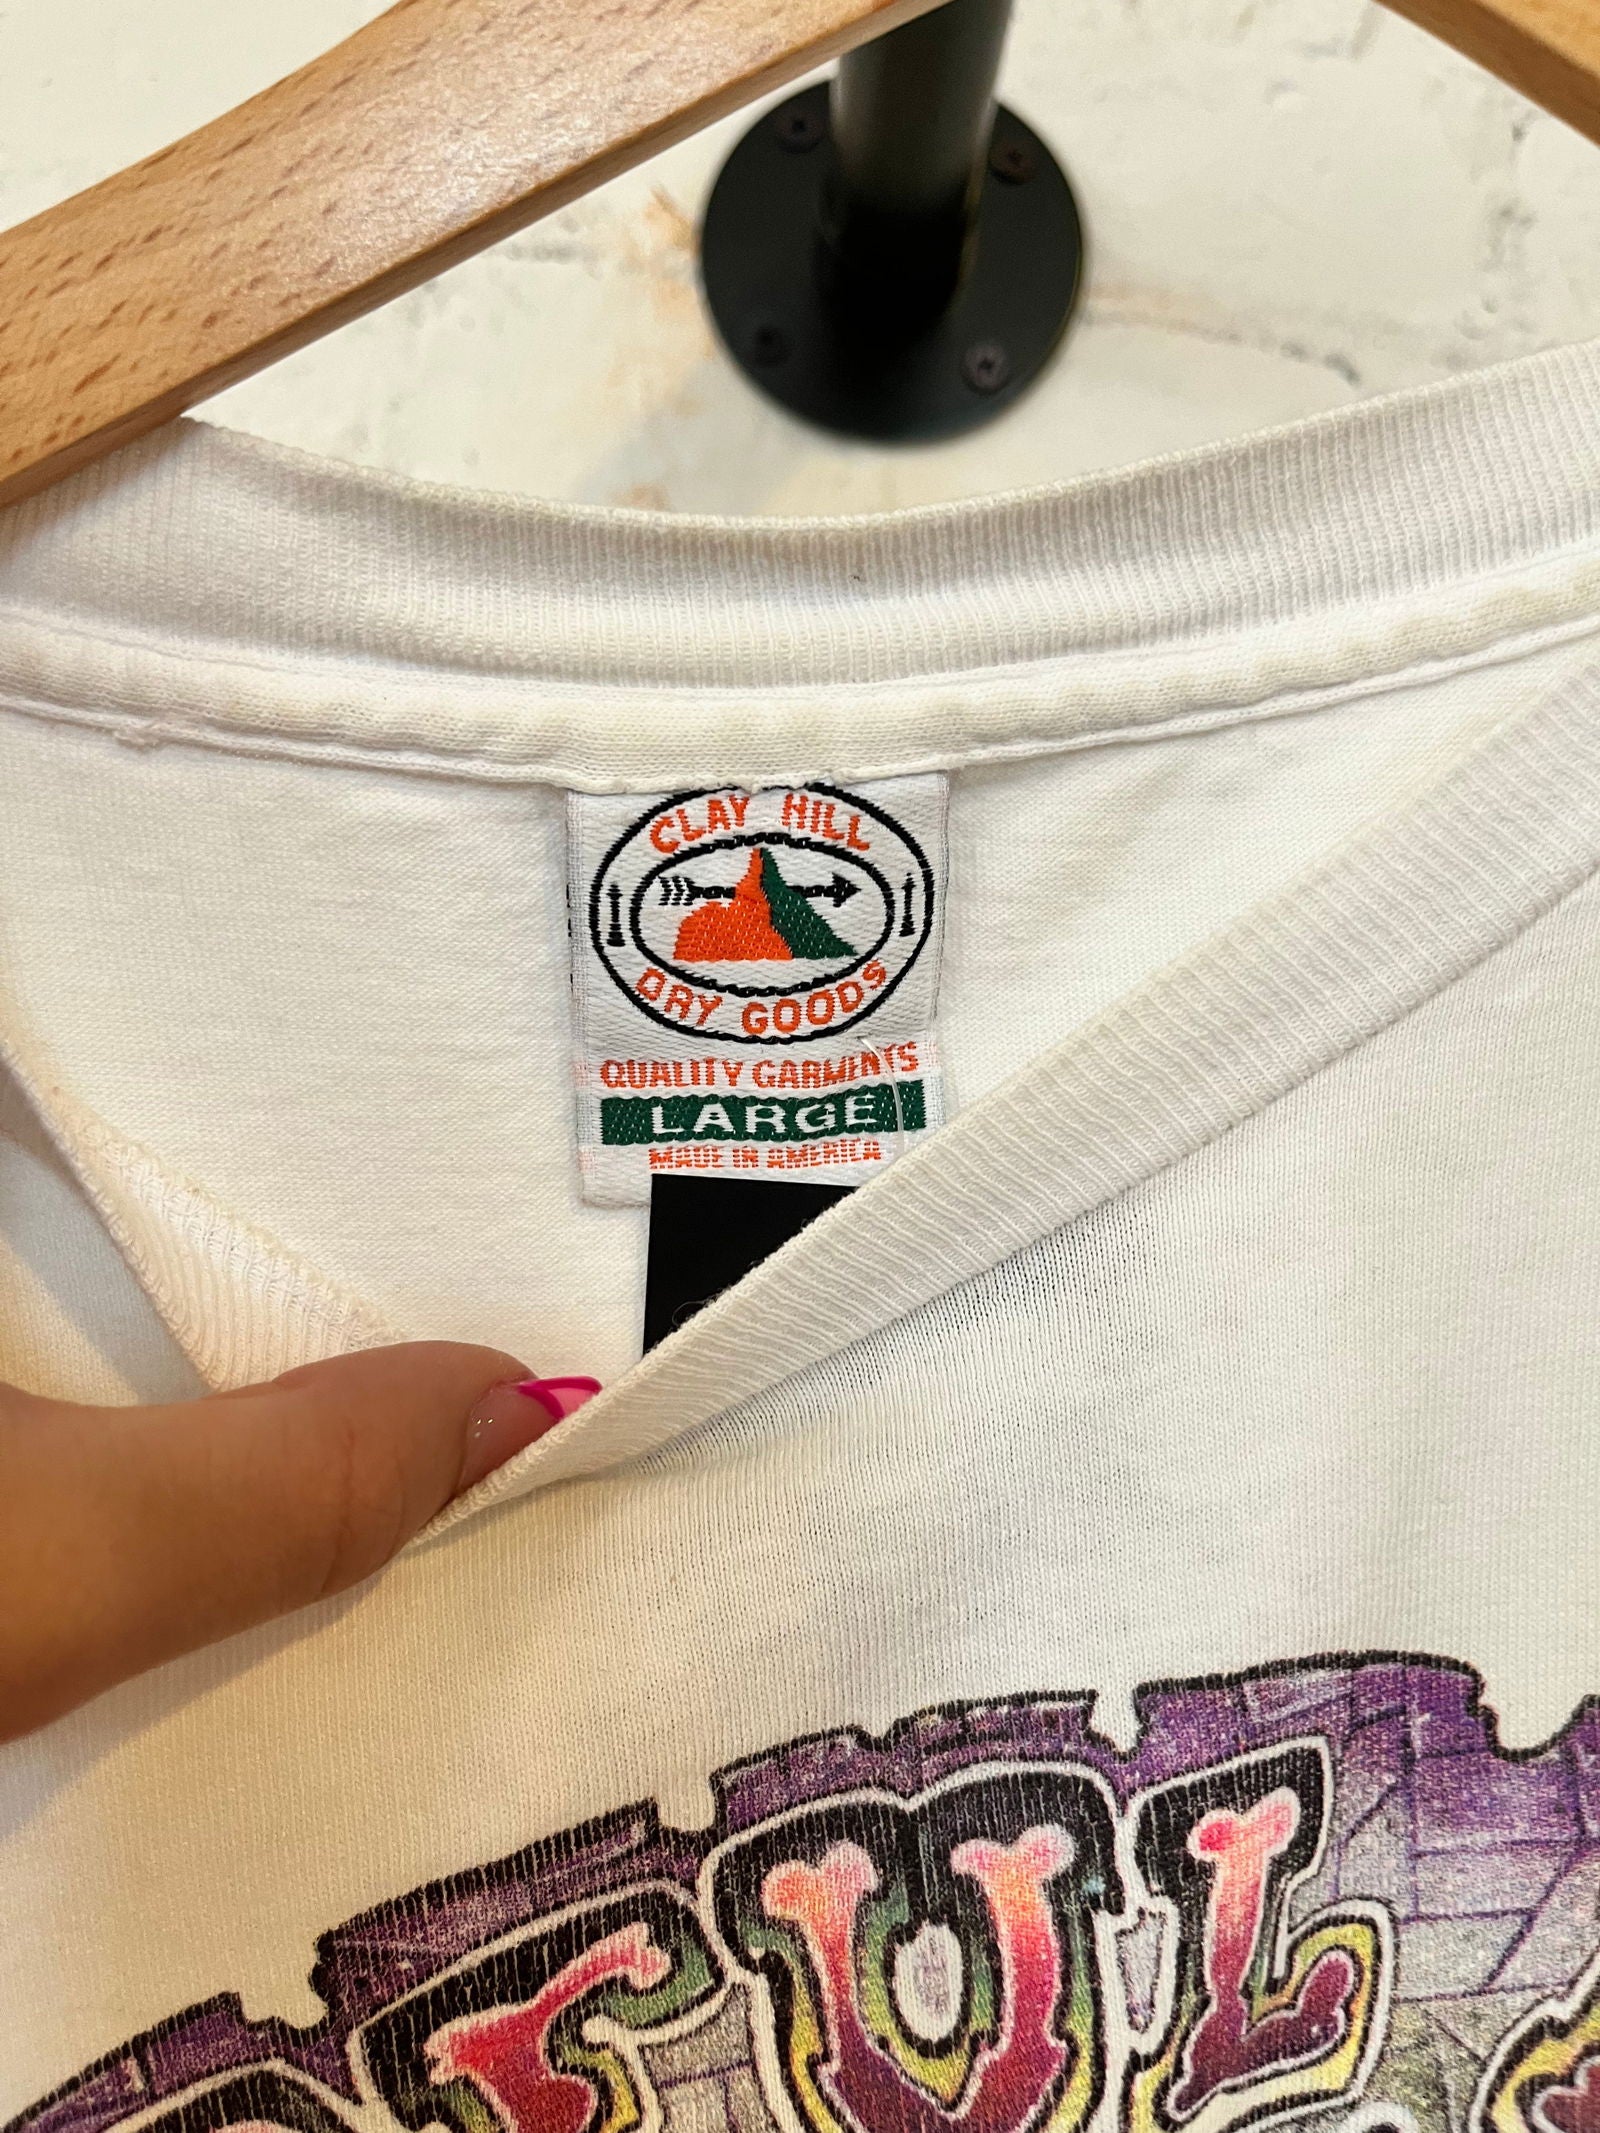 CLAY HILL
DRY GOODS
QUALITY GARMENTS
LARGE
MADE IN AMERICA